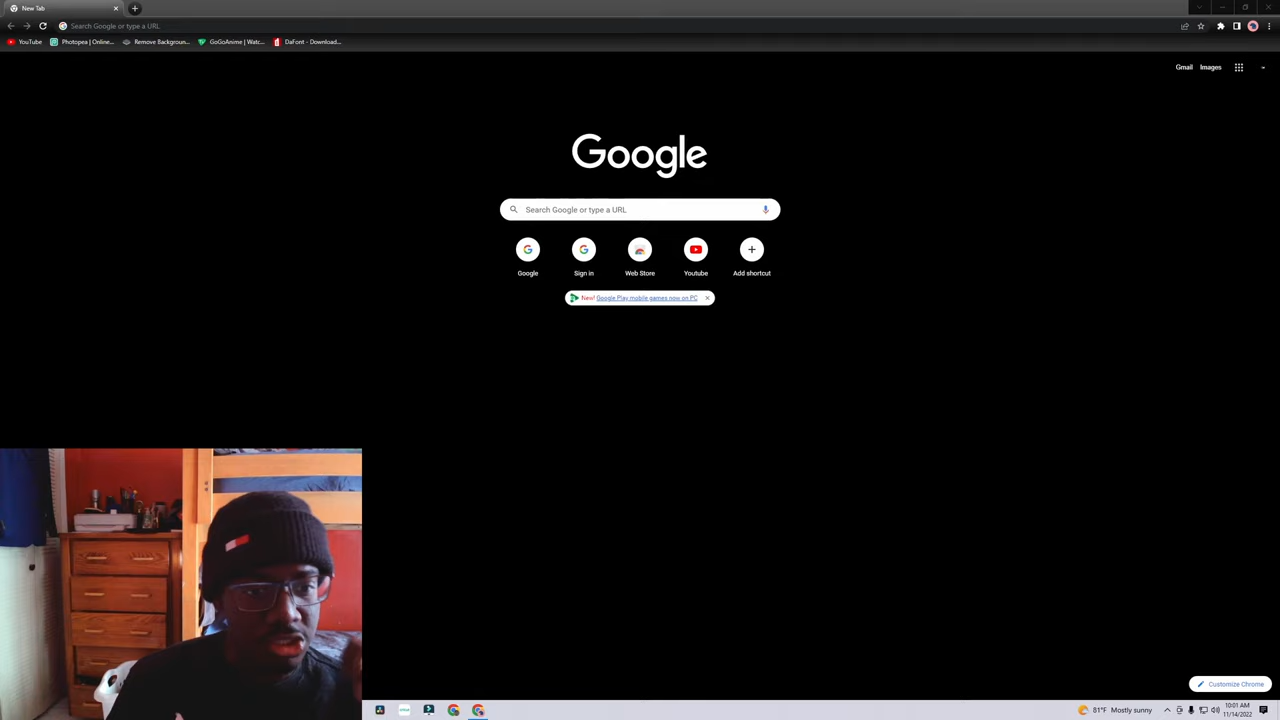 New Tab
Search Google or type a URL
YouTube
Photopea | Online...
Remove Backgroun...
GoGoAnime | Watc...
DaFont - Download...
Gmail
Images
Google
Search Google or type a URL
Google
Sign in
Web Store
Youtube
Add shortcut
New! Google Play mobile games now on PC
Customize Chrome
81°F Mostly sunny
10:01 AM
11/14/2022